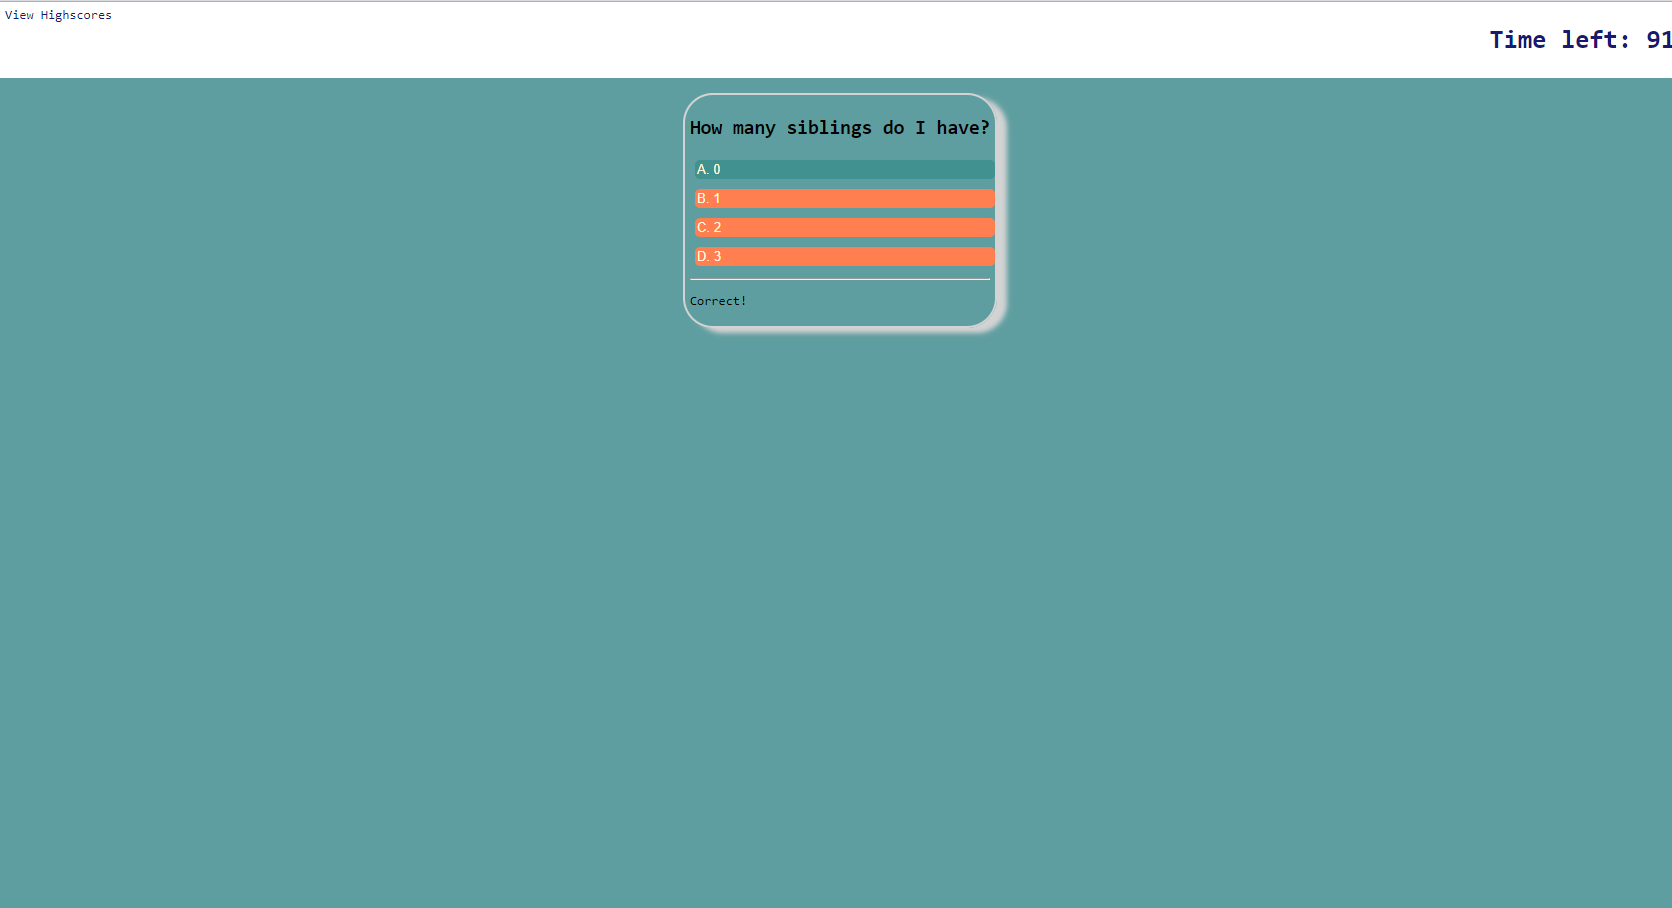 View Highscores
Time left: 91
How many siblings do I have?
A. 0
B. 1
C. 2
D. 3
Correct!